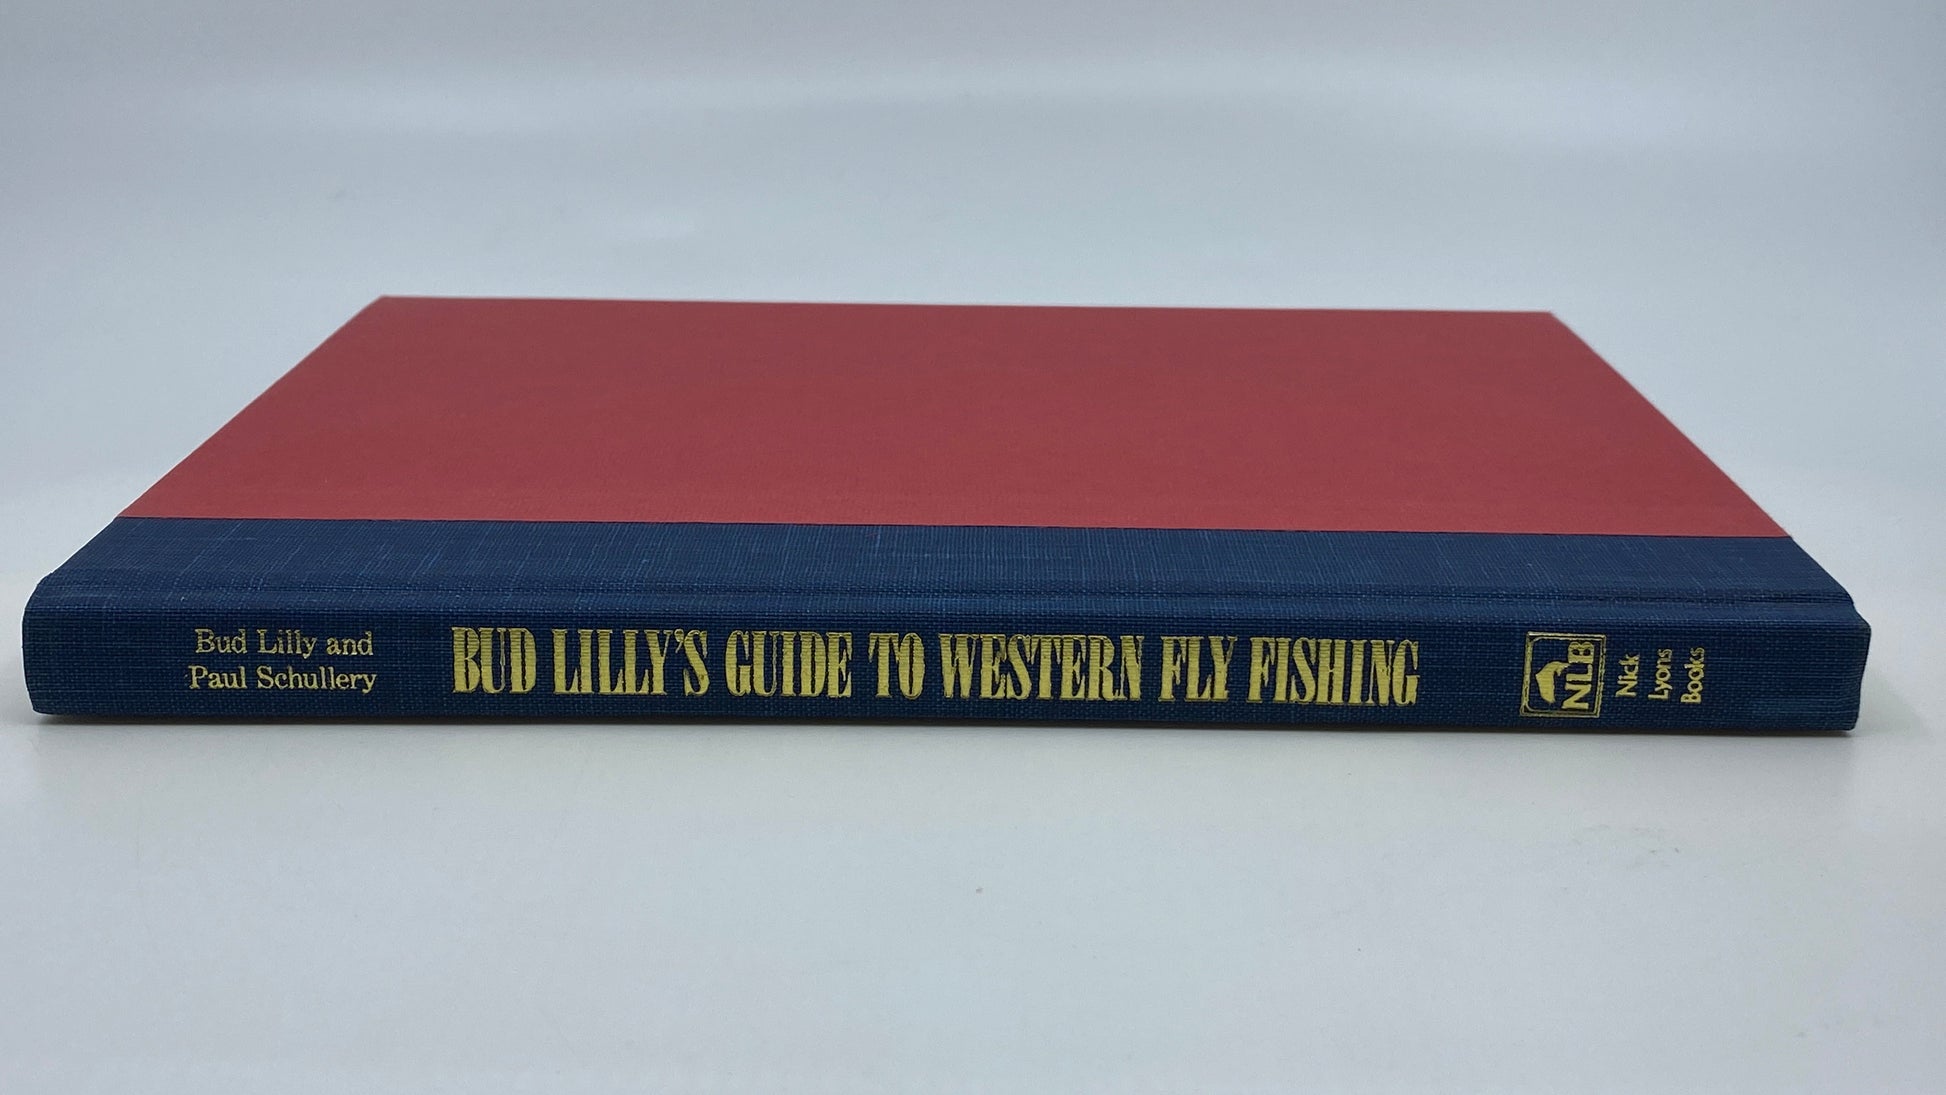 Bud Lilly and
Paul Schullery
BUD LILLY'S GUIDE TO WESTERN FLY FISHING
NLB
Nick
Lyons
Books